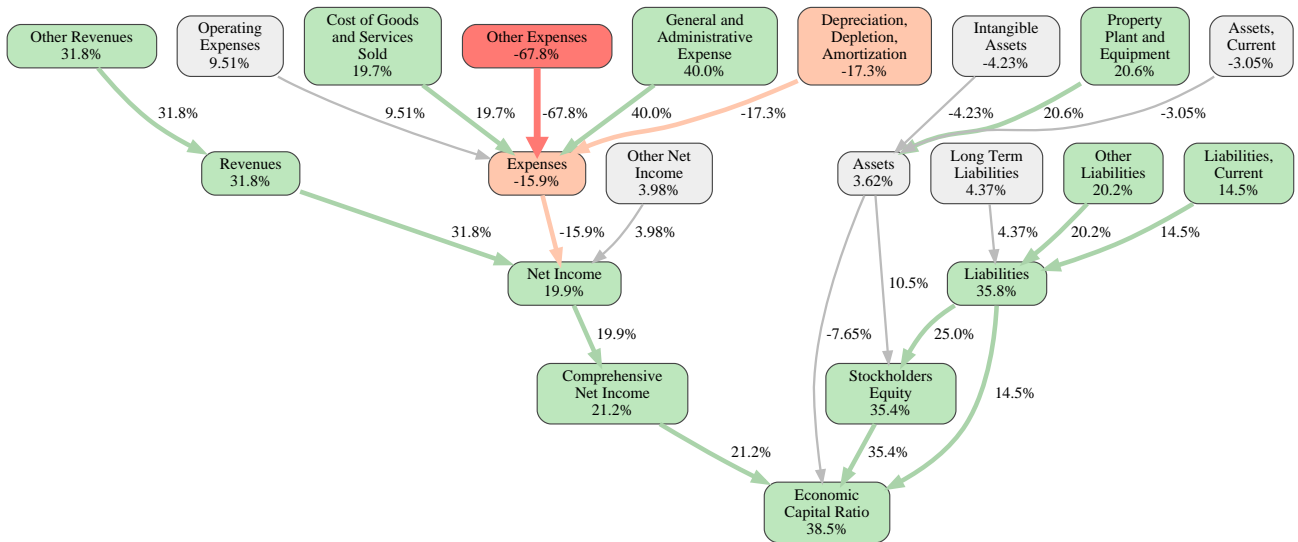 Other Revenues
31.8%
Operating
Expenses
9.51%
Cost of Goods
and Services
Sold
19.7%
Other Expenses
-67.8%
General and
Administrative
Expense
40.0%
Depreciation,
Depletion,
Amortization
-17.3%
Intangible
Assets
-4.23%
Property
Plant and
Equipment
20.6%
Assets,
Current
-3.05%
31.8%
9.51%
19.7%
-67.8%
40.0%
-17.3%
-4.23%
20.6%
-3.05%
Revenues
31.8%
Expenses
-15.9%
Other Net
Income
3.98%
Assets
3.62%
Long Term
Liabilities
4.37%
Other
Liabilities
20.2%
Liabilities,
Current
14.5%
31.8%
-15.9%
3.98%
4.37%
20.2%
14.5%
Net Income
19.9%
10.5%
Liabilities
35.8%
19.9%
-7.65%
25.0%
Comprehensive
Net Income
21.2%
Stockholders
Equity
35.4%
14.5%
21.2%
35.4%
Economic
Capital Ratio
38.5%